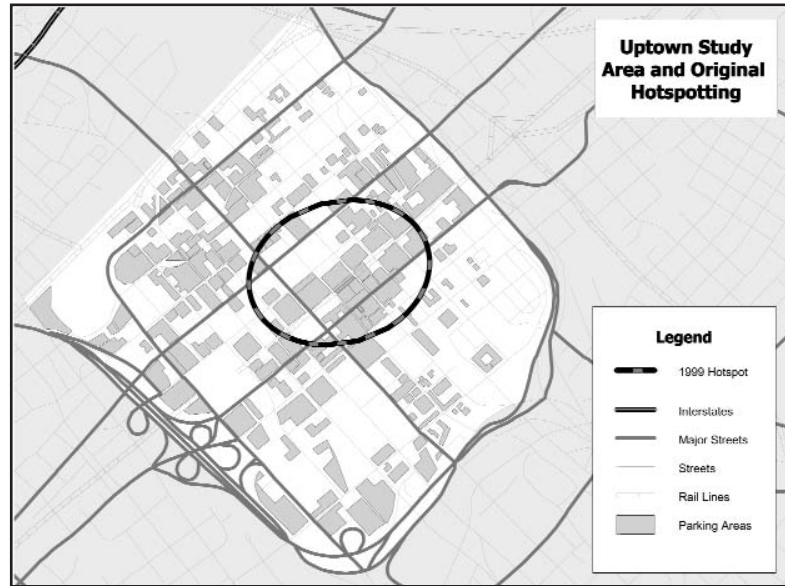 Uptown Study
Area and Original
Hotspotting
Legend
1999 Hotspot
Interstates
Major Streets
Streets
Rail Lines
Parking Areas